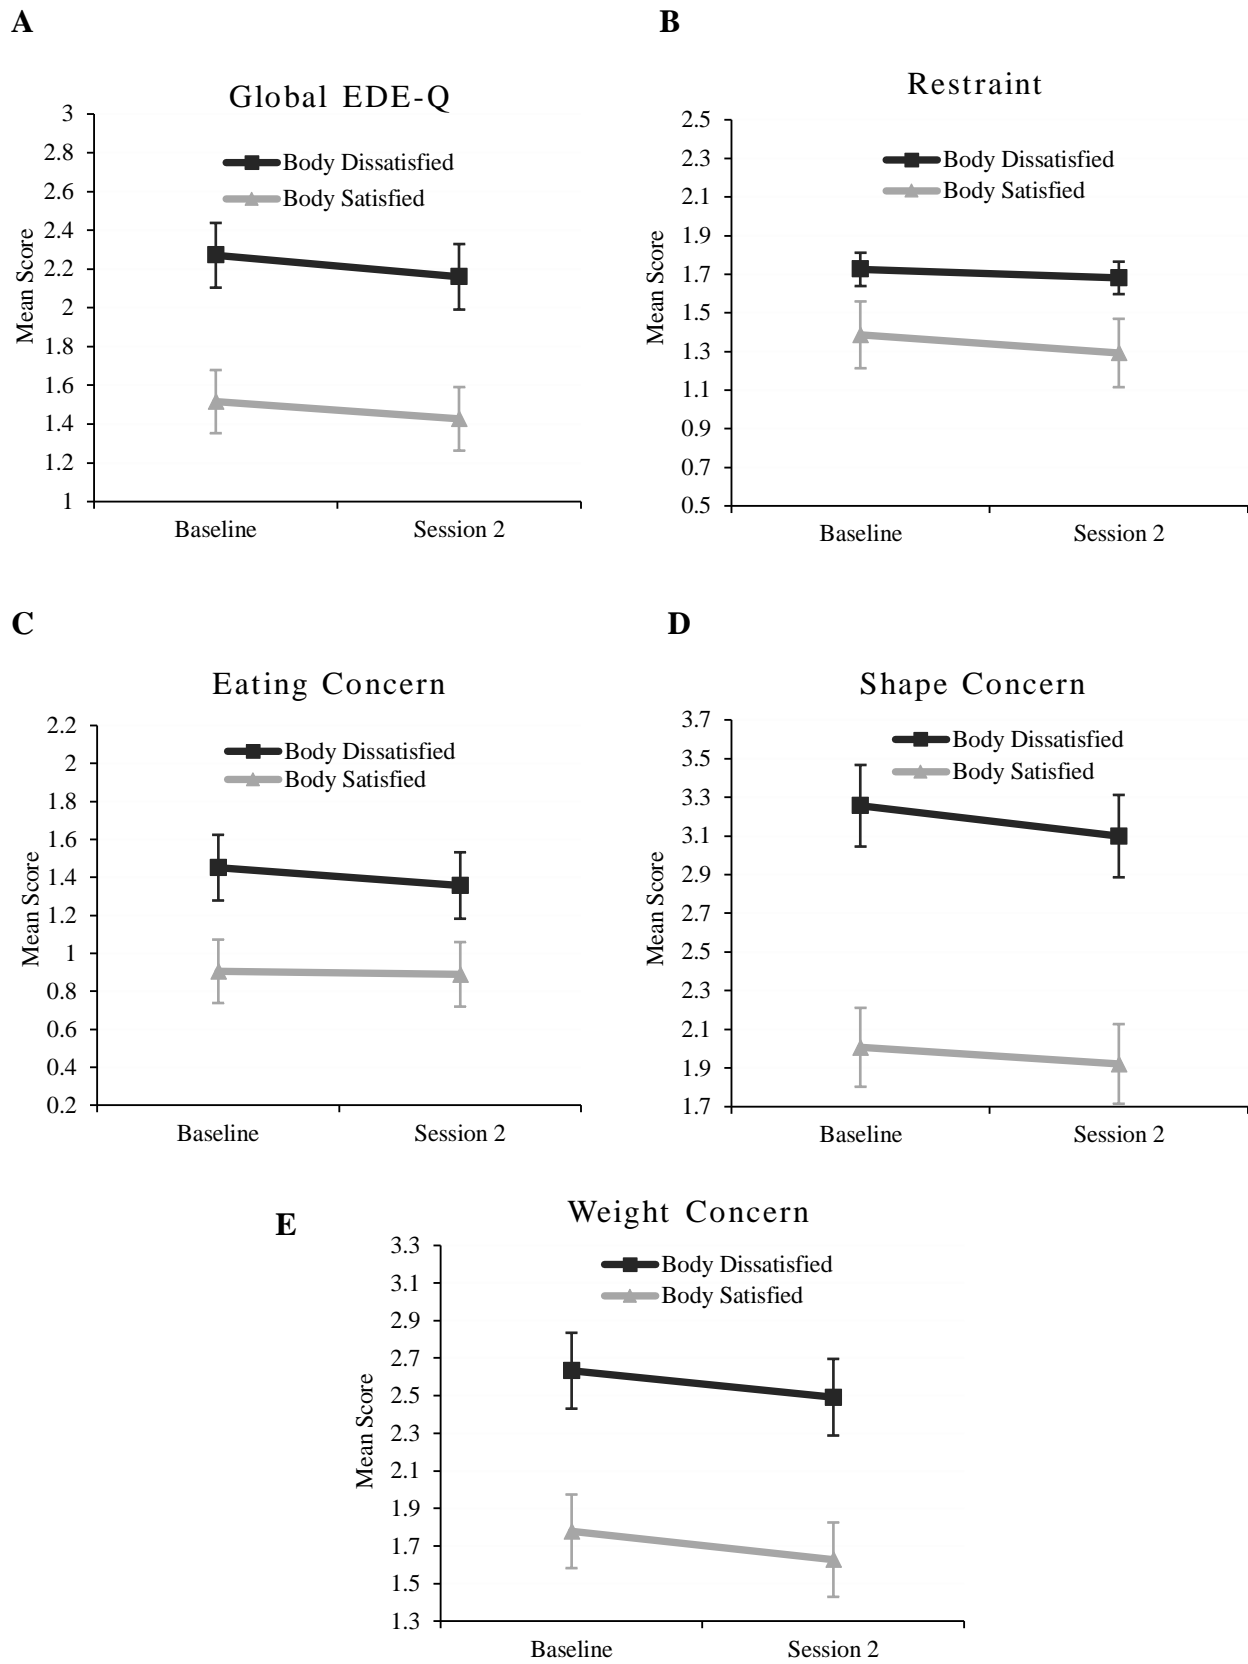 A
Global EDE-Q
Mean Score
3
2.8
2.6
2.4
2.2
2
1.8
1.6
1.4
1.2
1
Body Dissatisfied
Body Satisfied
Baseline Session 2
B
Restraint
Mean Score
2.5
2.3
2.1
1.9
1.7
1.5
1.3
1.1
0.9
0.7
0.5
Body Dissatisfied
Body Satisfied
Baseline Session 2
C
Eating Concern
Mean Score
2.2
2
1.8
1.6
1.4
1.2
1
0.8
0.6
0.4
0.2
Body Dissatisfied
Body Satisfied
Baseline Session 2
D
Shape Concern
Mean Score
3.7
3.5
3.3
3.1
2.9
2.7
2.5
2.3
2.1
1.9
1.7
Body Dissatisfied
Body Satisfied
Baseline Session 2
E
Weight Concern
Mean Score
3.3
3.1
2.9
2.7
2.5
2.3
2.1
1.9
1.7
1.5
1.3
Body Dissatisfied
Body Satisfied
Baseline Session 2